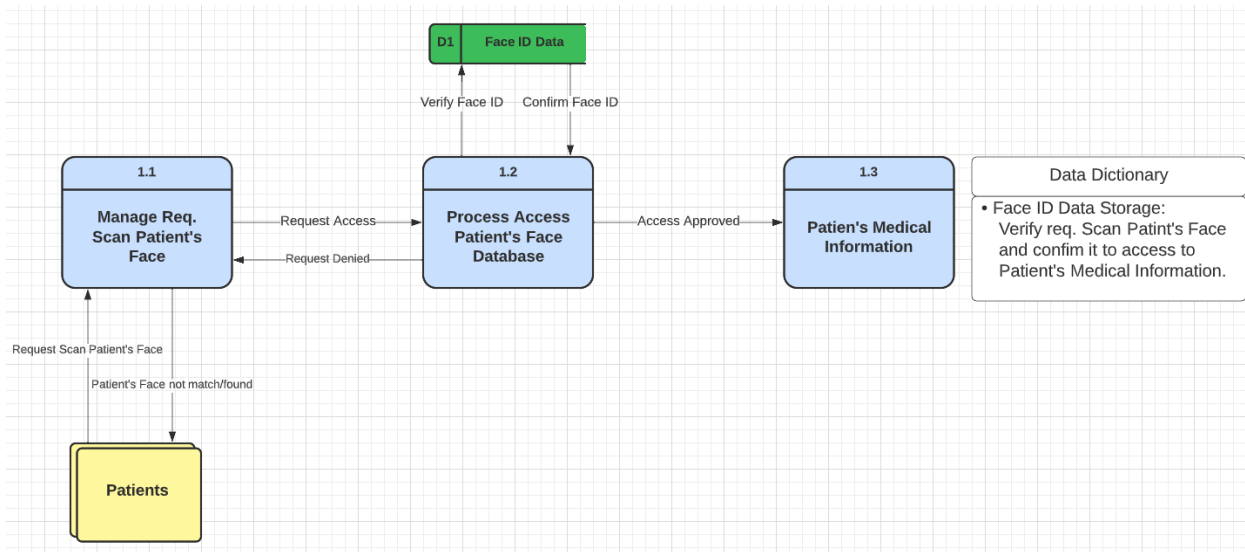 D1
Face ID Data
Verify Face ID
Confirm Face ID
1.1
Manage Req.
Scan Patient's
Face
Request Access
Request Denied
1.2
Process Access
Patient's Face
Database
Access Approved
1.3
Patien's Medical
Information
Data Dictionary
• Face ID Data Storage:
Verify req. Scan Patint's Face
and confim it to access to
Patient's Medical Information.
Request Scan Patient's Face
Patient's Face not match/found
Patients